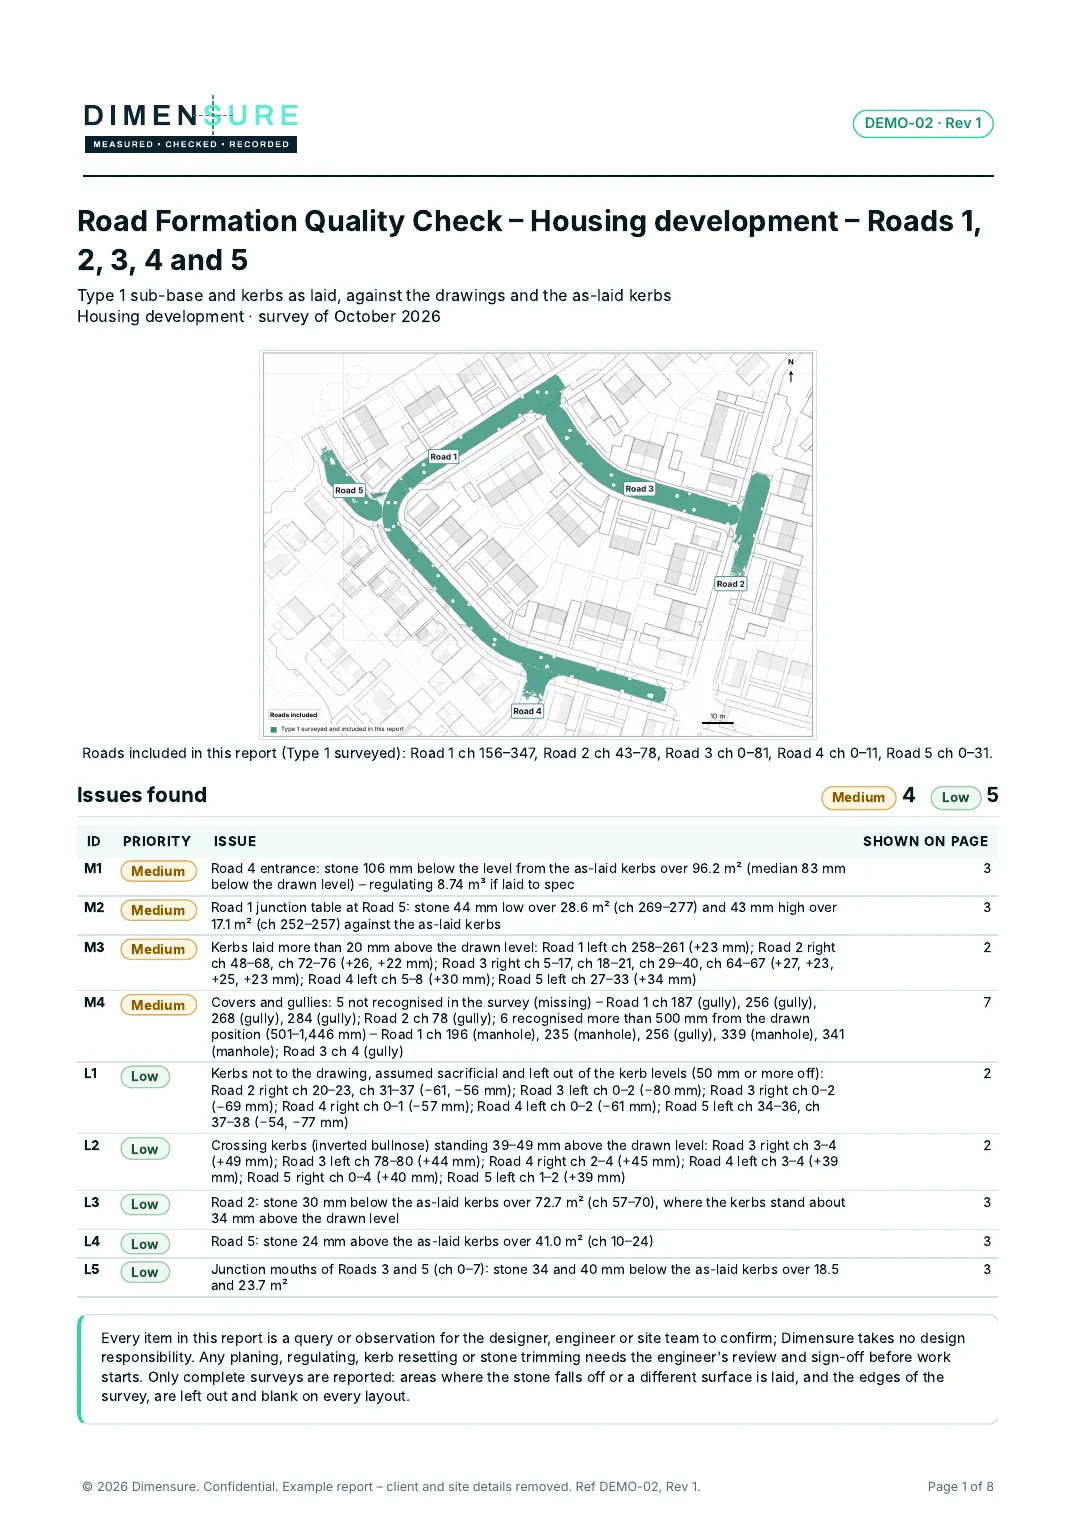 DIMENSURE
MEASURED • CHECKED • RECORDED
DEMO-02 · Rev 1
Road Formation Quality Check – Housing development – Roads 1,
2, 3, 4 and 5
Type 1 sub-base and kerbs as laid, against the drawings and the as-laid kerbs
Housing development · survey of October 2026
N
Road 1
Road 5
Road 3
Road 2
Road 4
Roads included
Type 1 surveyed and included in this report
10 m
Roads included in this report (Type 1 surveyed): Road 1 ch 156–347, Road 2 ch 43–78, Road 3 ch 0–81, Road 4 ch 0–11, Road 5 ch 0–31.
Issues found
Medium 4 Low 5
ID PRIORITY ISSUE SHOWN ON PAGE
M1 Medium Road 4 entrance: stone 106 mm below the level from the as-laid kerbs over 96.2 m² (median 83 mm 3
below the drawn level) – regulating 8.74 m³ if laid to spec
M2 Medium Road 1 junction table at Road 5: stone 44 mm low over 28.6 m² (ch 269–277) and 43 mm high over 3
17.1 m² (ch 252–257) against the as-laid kerbs
M3 Medium Kerbs laid more than 20 mm above the drawn level: Road 1 left ch 258–261 (+23 mm); Road 2 right 2
ch 48–68, ch 72–76 (+26, +22 mm); Road 3 right ch 5–17, ch 18–21, ch 29–40, ch 64–67 (+27, +23,
+25, +23 mm); Road 4 left ch 5–8 (+30 mm); Road 5 left ch 27–33 (+34 mm)
M4 Medium Covers and gullies: 5 not recognised in the survey (missing) – Road 1 ch 187 (gully), 256 (gully), 7
268 (gully), 284 (gully); Road 2 ch 78 (gully); 6 recognised more than 500 mm from the drawn
position (501–1,446 mm) – Road 1 ch 196 (manhole), 235 (manhole), 256 (gully), 339 (manhole), 341
(manhole); Road 3 ch 4 (gully)
L1 Low Kerbs not to the drawing, assumed sacrificial and left out of the kerb levels (50 mm or more off): 2
Road 2 right ch 20–23, ch 31–37 (−61, −56 mm); Road 3 left ch 0–2 (−80 mm); Road 3 right ch 0–2
(−69 mm); Road 4 right ch 0–1 (−57 mm); Road 4 left ch 0–2 (−61 mm); Road 5 left ch 34–36, ch
37–38 (−54, −77 mm)
L2 Low Crossing kerbs (inverted bullnose) standing 39–49 mm above the drawn level: Road 3 right ch 3–4 2
(+49 mm); Road 3 left ch 78–80 (+44 mm); Road 4 right ch 2–4 (+45 mm); Road 4 left ch 3–4 (+39
mm); Road 5 right ch 0–4 (+40 mm); Road 5 left ch 1–2 (+39 mm)
L3 Low Road 2: stone 30 mm below the as-laid kerbs over 72.7 m² (ch 57–70), where the kerbs stand about 3
34 mm above the drawn level
L4 Low Road 5: stone 24 mm above the as-laid kerbs over 41.0 m² (ch 10–24) 3
L5 Low Junction mouths of Roads 3 and 5 (ch 0–7): stone 34 and 40 mm below the as-laid kerbs over 18.5 3
and 23.7 m²
Every item in this report is a query or observation for the designer, engineer or site team to confirm; Dimensure takes no design
responsibility. Any planing, regulating, kerb resetting or stone trimming needs the engineer's review and sign-off before work
starts. Only complete surveys are reported: areas where the stone falls off or a different surface is laid, and the edges of the
survey, are left out and blank on every layout.
© 2026 Dimensure. Confidential. Example report – client and site details removed. Ref DEMO-02, Rev 1.
Page 1 of 8